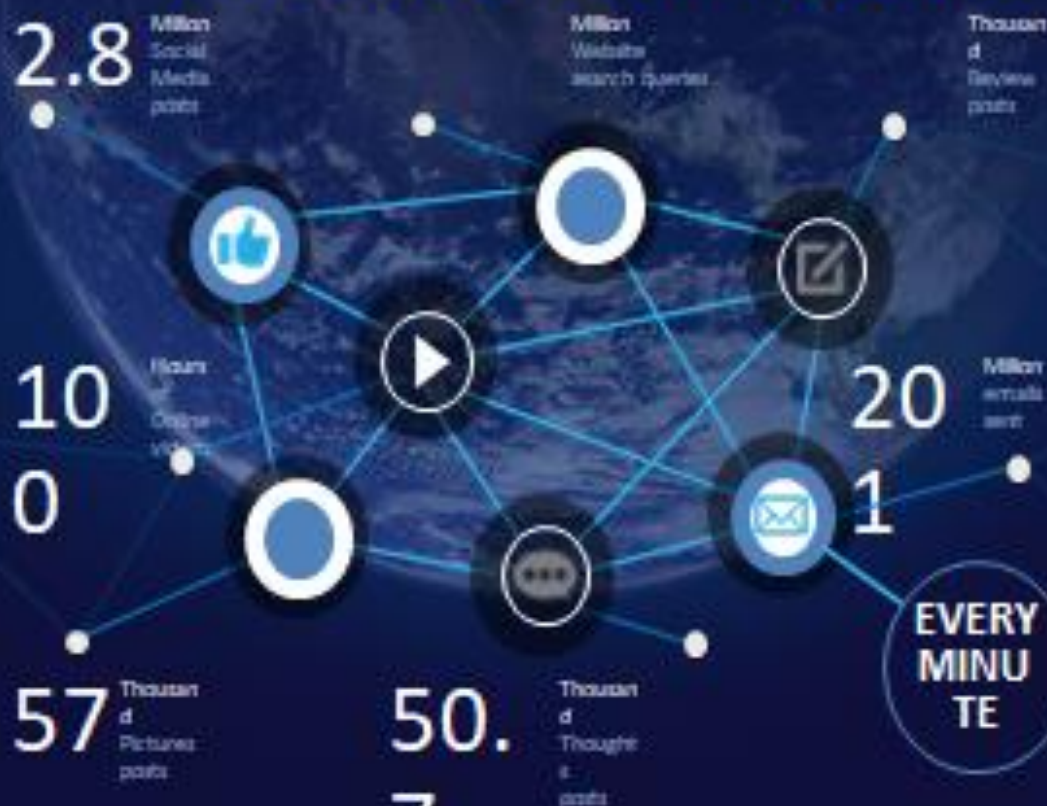 2.8
Million
Social
Media
posts
Million
Website
search queries
Thousan
d
Review
posts
10
0
Hours
Online
20
1
Million
emails
sent
57
Thousan
d
Pictures
posts
50.
Thousan
d
Thought
s
posts
EVERY
MINU
TE